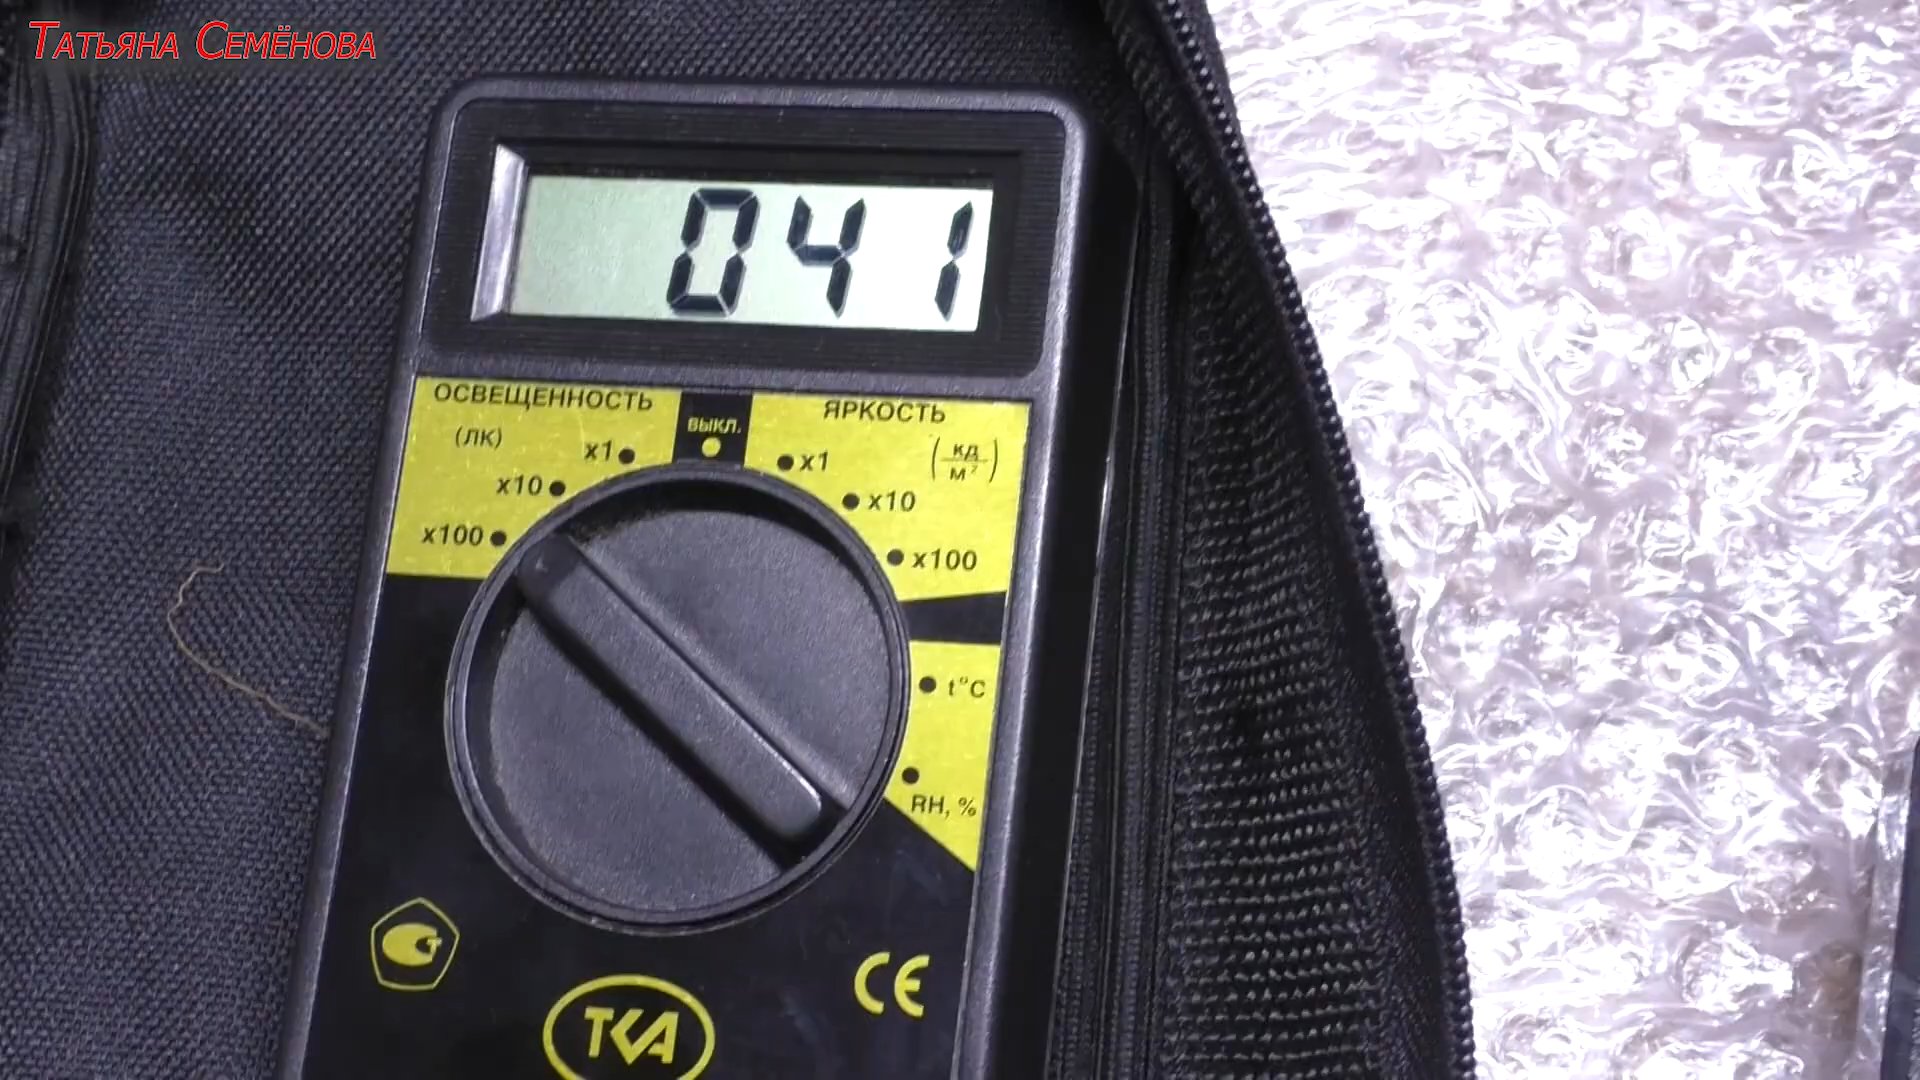 Татьяна Семёнова
041
ОСВЕЩЕННОСТЬ
(ЛК)
x1
x10
x100
ВЫКЛ.
ЯРКОСТЬ
(кд/м²)
x1
x10
x100
t°C
RH, %
CE
ТКА